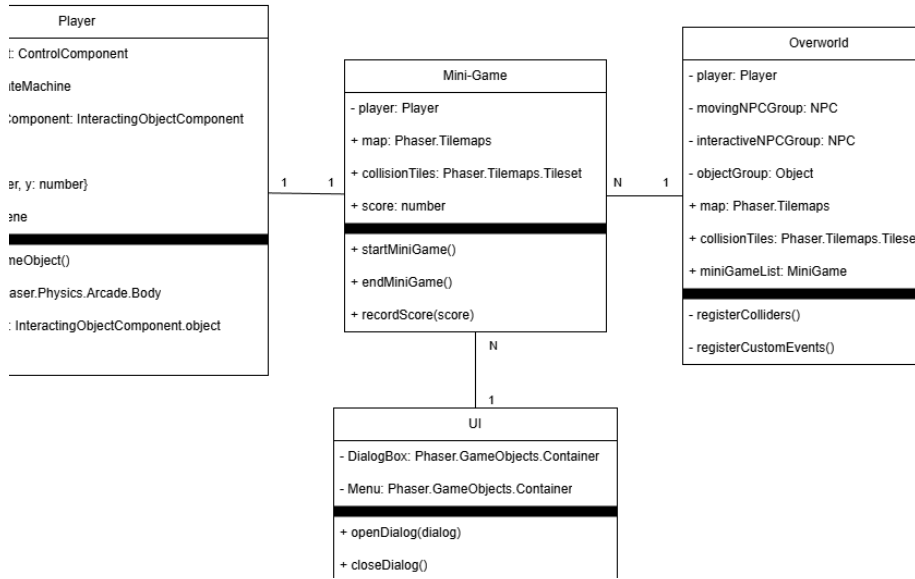 Player
: ControlComponent
ateMachine
Component: InteractingObjectComponent
er, y: number}
ene
meObject()
aser.Physics.Arcade.Body
: InteractingObjectComponent.object
1
1
Mini-Game
- player: Player
+ map: Phaser.Tilemaps
+ collisionTiles: Phaser.Tilemaps.Tileset
+ score: number
+ startMiniGame()
+ endMiniGame()
+ recordScore(score)
N
1
Overworld
- player: Player
- movingNPCGroup: NPC
- interactiveNPCGroup: NPC
- objectGroup: Object
+ map: Phaser.Tilemaps
+ collisionTiles: Phaser.Tilemaps.Tilese
+ miniGameList: MiniGame
- registerColliders()
- registerCustomEvents()
N
1
UI
- DialogBox: Phaser.GameObjects.Container
- Menu: Phaser.GameObjects.Container
+ openDialog(dialog)
+ closeDialog()